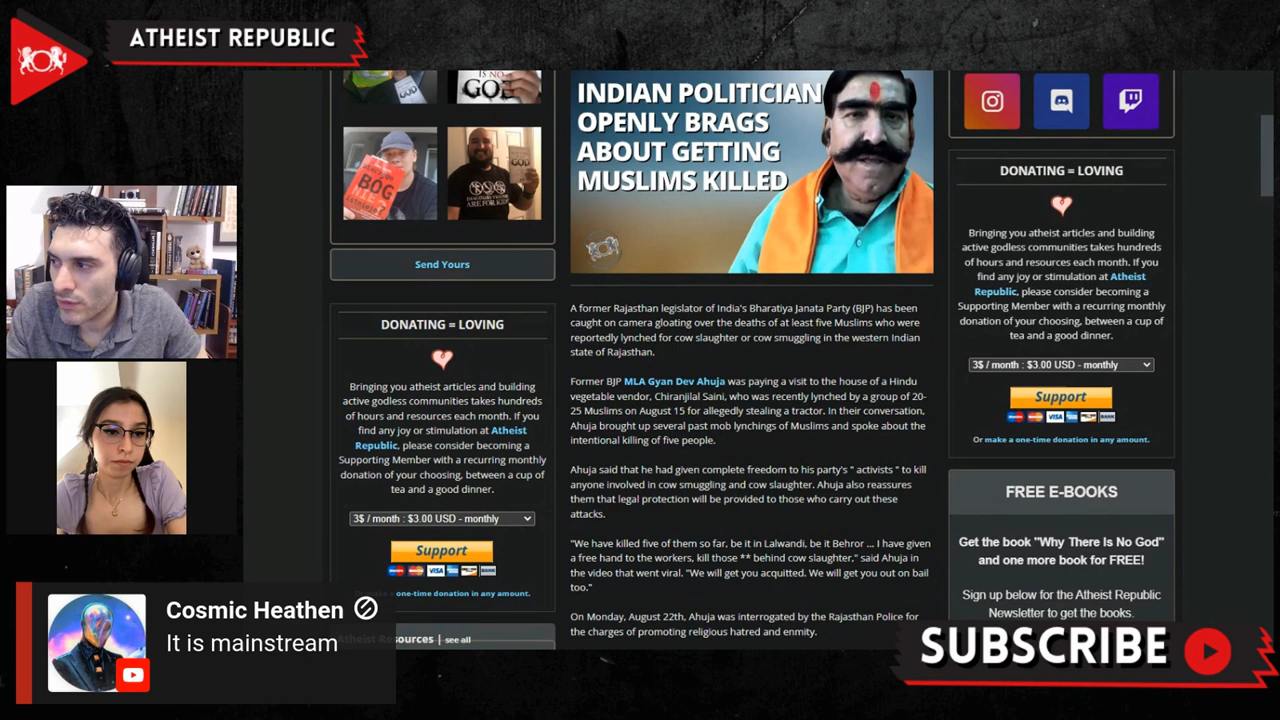 ATHEIST REPUBLIC
IS NO
GOD
GOD
BOG
ARE FOR
Send Yours
DONATING = LOVING
Bringing you atheist articles and building
active godless communities takes hundreds
of hours and resources each month. If you
find any joy or stimulation at Atheist
Republic, please consider becoming a
Supporting Member with a recurring monthly
donation of your choosing, between a cup of
tea and a good dinner.
3$ / month : $3.00 USD - monthly
Support
VISA
BANK
one-time donation in any amount.
Resources | see all
INDIAN POLITICIAN
OPENLY BRAGS
ABOUT GETTING
MUSLIMS KILLED
A former Rajasthan legislator of India's Bharatiya Janata Party (BJP) has been
caught on camera gloating over the deaths of at least five Muslims who were
reportedly lynched for cow slaughter or cow smuggling in the western Indian
state of Rajasthan.
Former BJP MLA Gyan Dev Ahuja was paying a visit to the house of a Hindu
vegetable vendor, Chiranjilal Saini, who was recently lynched by a group of 20-
25 Muslims on August 15 for allegedly stealing a tractor. In their conversation,
Ahuja brought up several past mob lynchings of Muslims and spoke about the
intentional killing of five people.
Ahuja said that he had given complete freedom to his party's " activists " to kill
anyone involved in cow smuggling and cow slaughter. Ahuja also reassures
them that legal protection will be provided to those who carry out these
attacks.
"We have killed five of them so far, be it in Lalwandi, be it Behror ... I have given
a free hand to the workers, kill those ** behind cow slaughter," said Ahuja in
the video that went viral. "We will get you acquitted. We will get you out on bail
too."
On Monday, August 22th, Ahuja was interrogated by the Rajasthan Police for
the charges of promoting religious hatred and enmity.
DONATING = LOVING
Bringing you atheist articles and building
active godless communities takes hundreds
of hours and resources each month. If you
find any joy or stimulation at Atheist
Republic, please consider becoming a
Supporting Member with a recurring monthly
donation of your choosing, between a cup of
tea and a good dinner.
3$ / month : $3.00 USD - monthly
Support
VISA
BANK
Or make a one-time donation in any amount.
FREE E-BOOKS
Get the book "Why There Is No God"
and one more book for FREE!
Sign up below for the Atheist Republic
Newsletter to get the books.
Cosmic Heathen
It is mainstream
SUBSCRIBE